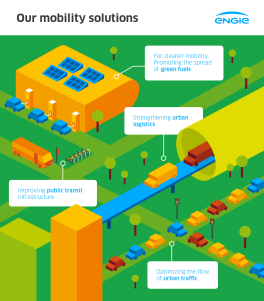 Our mobility solutions
ENGIE
For cleaner mobility:
Promoting the spread
of green fuels
Strengthening urban
logistics
Improving public transit
infrastructure
Optimizing the flow
of urban traffic